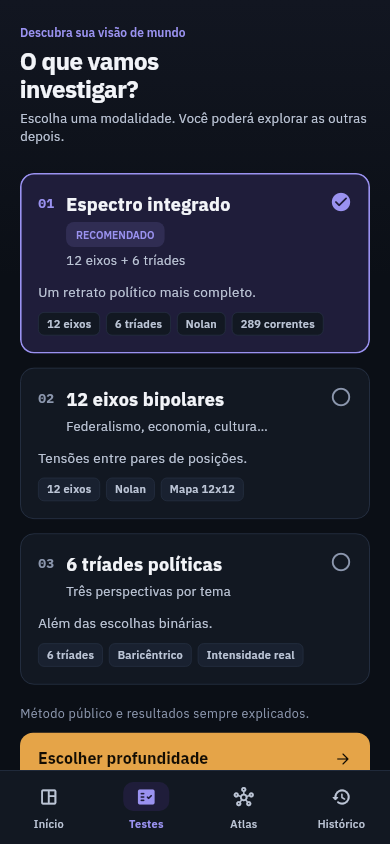 Descubra sua visão de mundo
O que vamos
investigar?
Escolha uma modalidade. Você poderá explorar as outras
depois.
01 Espectro integrado
RECOMENDADO
12 eixos + 6 tríades
Um retrato político mais completo.
12 eixos 6 tríades Nolan 289 correntes
02 12 eixos bipolares
Federalismo, economia, cultura...
Tensões entre pares de posições.
12 eixos Nolan Mapa 12x12
03 6 tríades políticas
Três perspectivas por tema
Além das escolhas binárias.
6 tríades Baricêntrico Intensidade real
Método público e resultados sempre explicados.
Escolher profundidade
Início Testes Atlas Histórico